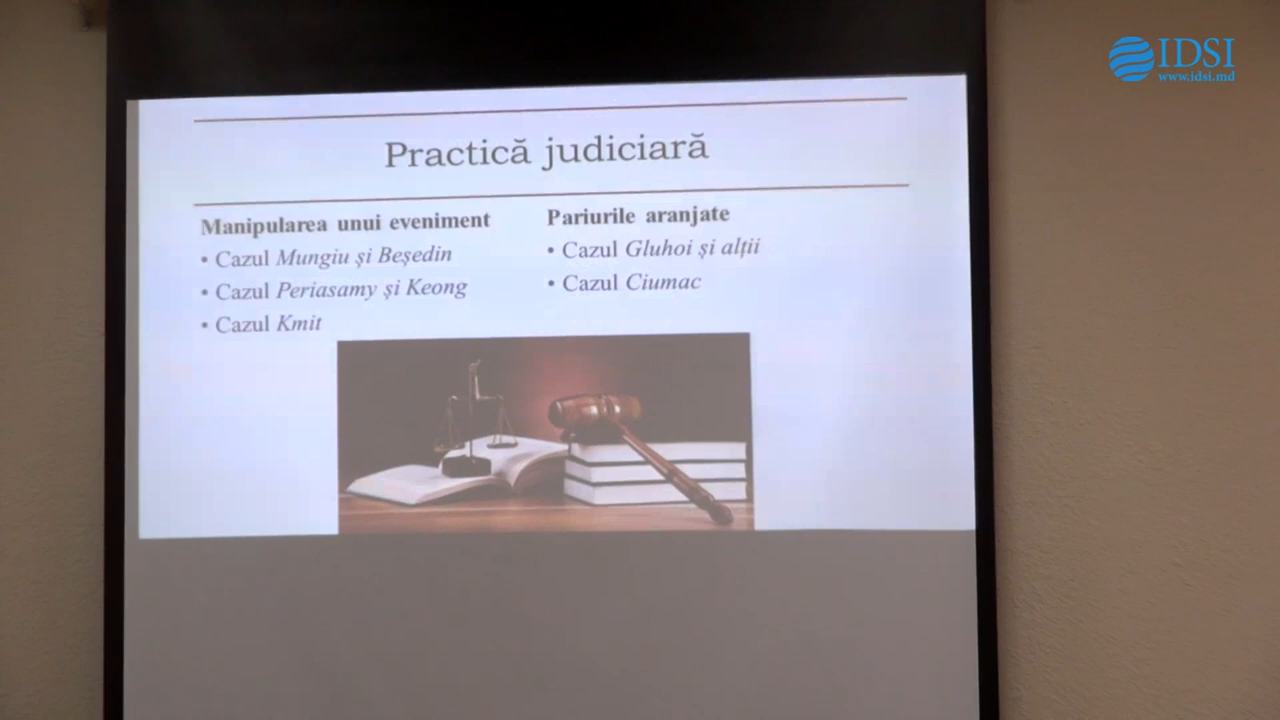 IDSI
www.idsi.md
Practică judiciară
Manipularea unui eveniment
• Cazul Mungiu și Beședin
• Cazul Periasamy și Keong
• Cazul Kmit
Pariurile aranjate
• Cazul Gluhoi și alții
• Cazul Ciumac